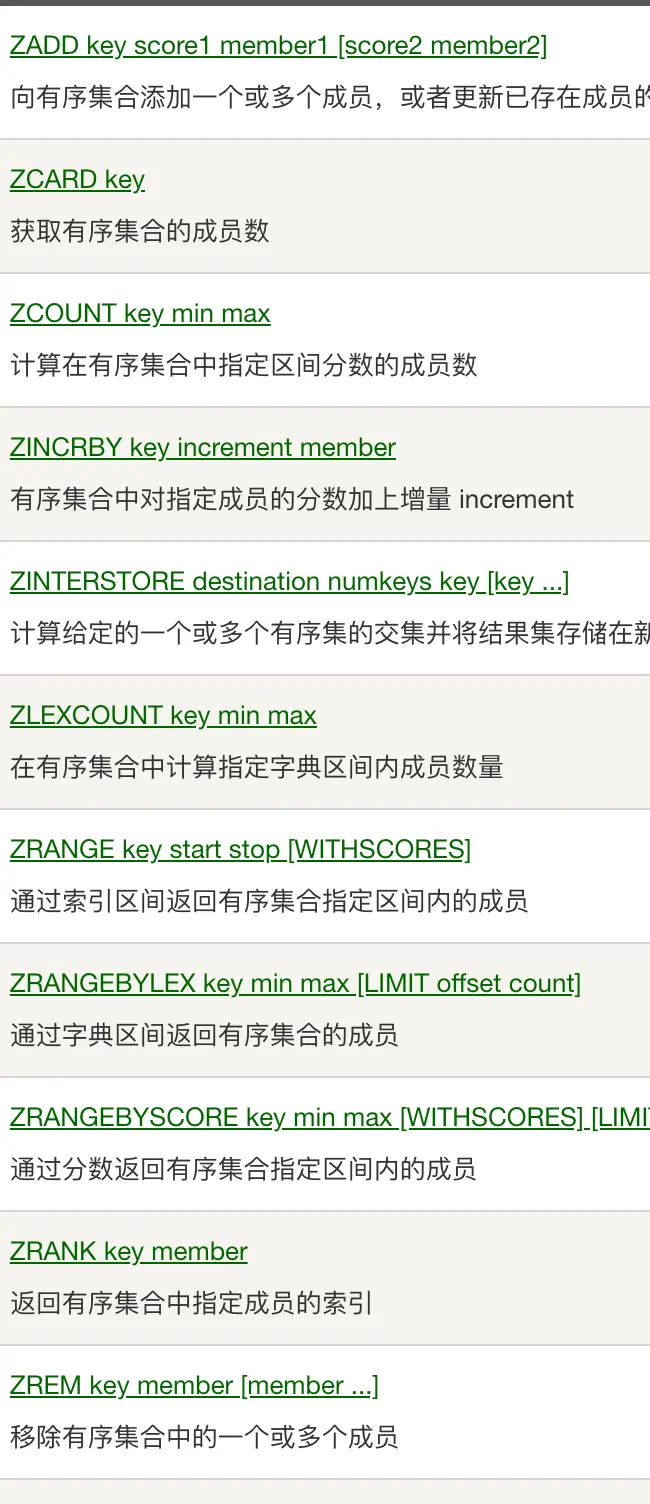 ZADD key score1 member1 [score2 member2]
向有序集合添加一个或多个成员，或者更新已存在成员的
ZCARD key
获取有序集合的成员数
ZCOUNT key min max
计算在有序集合中指定区间分数的成员数
ZINCRBY key increment member
有序集合中对指定成员的分数加上增量 increment
ZINTERSTORE destination numkeys key [key ...]
计算给定的一个或多个有序集的交集并将结果集存储在新
ZLEXCOUNT key min max
在有序集合中计算指定字典区间内成员数量
ZRANGE key start stop [WITHSCORES]
通过索引区间返回有序集合指定区间内的成员
ZRANGEBYLEX key min max [LIMIT offset count]
通过字典区间返回有序集合的成员
ZRANGEBYSCORE key min max [WITHSCORES] [LIMIT
通过分数返回有序集合指定区间内的成员
ZRANK key member
返回有序集合中指定成员的索引
ZREM key member [member ...]
移除有序集合中的一个或多个成员